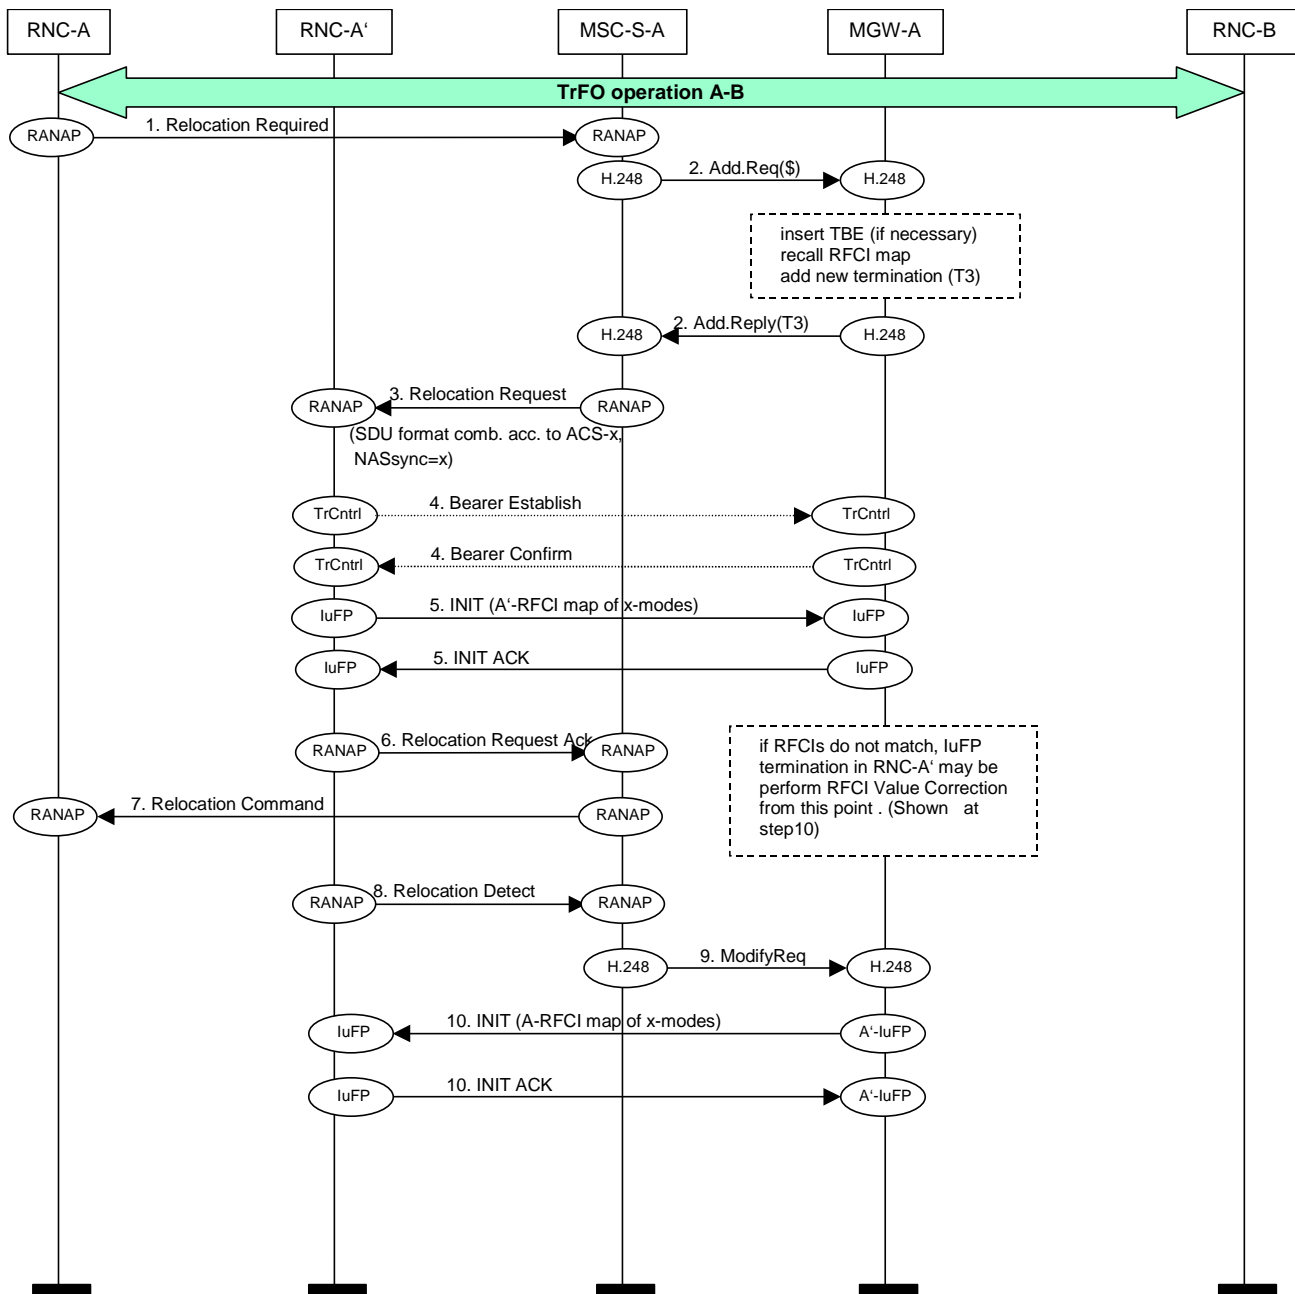 RNC-A
RNC-A‘
MSC-S-A
MGW-A
RNC-B
TrFO operation A-B
RANAP
1. Relocation Required
RANAP
H.248
2. Add.Req($)
H.248
insert TBE (if necessary)
recall RFCI map
add new termination (T3)
H.248
2. Add.Reply(T3)
H.248
RANAP
3. Relocation Request
RANAP
(SDU format comb. acc. to ACS-x,
NASsync=x)
TrCntrl
4. Bearer Establish
TrCntrl
TrCntrl
4. Bearer Confirm
TrCntrl
IuFP
5. INIT (A‘-RFCI map of x-modes)
IuFP
IuFP
5. INIT ACK
IuFP
RANAP
6. Relocation Request Ack
RANAP
if RFCIs do not match, IuFP
termination in RNC-A‘ may be
perform RFCI Value Correction
from this point . (Shown at
step10)
RANAP
7. Relocation Command
RANAP
RANAP
8. Relocation Detect
RANAP
H.248
9. ModifyReq
H.248
IuFP
10. INIT (A-RFCI map of x-modes)
A‘-IuFP
IuFP
10. INIT ACK
A‘-IuFP